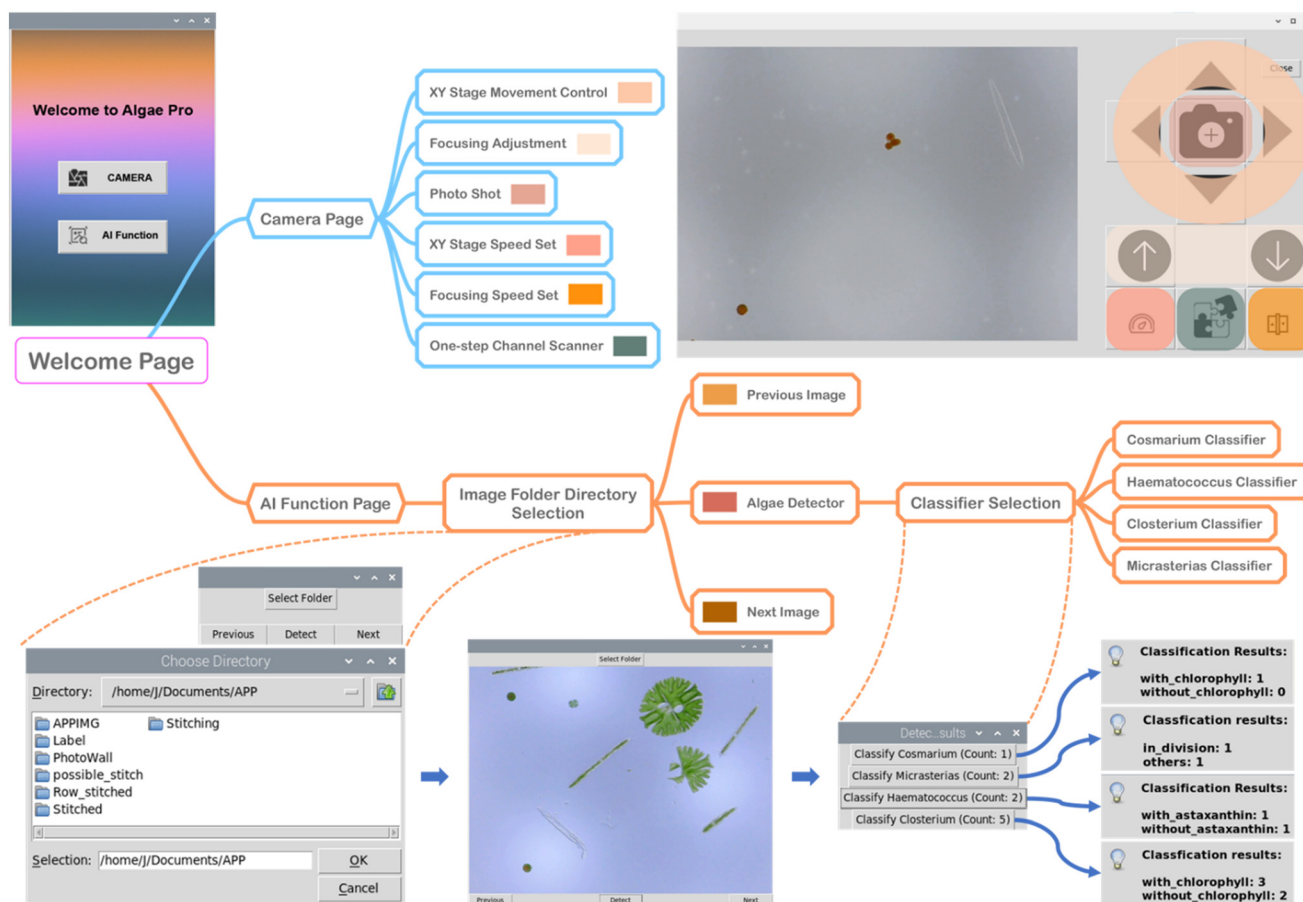 Welcome to Algae Pro
CAMERA
AI Function
Welcome Page
Camera Page
XY Stage Movement Control
Focusing Adjustment
Photo Shot
XY Stage Speed Set
Focusing Speed Set
One-step Channel Scanner
Close
AI Function Page
Image Folder Directory
Selection
Previous Image
Algae Detector
Next Image
Classifier Selection
Cosmarium Classifier
Haematococcus Classifier
Closterium Classifier
Micrasterias Classifier
Select Folder
Previous
Detect
Next
Choose Directory
Directory:
/home/J/Documents/APP
APPIMG
Stitching
Label
PhotoWall
possible_stitch
Row_stitched
Stitched
Selection:
/home/J/Documents/APP
OK
Cancel
Select Folder
Previous
Detect
Next
Detec...sults
Classify Cosmarium (Count: 1)
Classify Micrasterias (Count: 2)
Classify Haematococcus (Count: 2)
Classify Closterium (Count: 5)
Classification Results:
with_chlorophyll: 1
without_chlorophyll: 0
Classfication results:
in_division: 1
others: 1
Classification Results:
with_astaxanthin: 1
without_astaxanthin: 1
Classfication results:
with_chlorophyll: 3
without_chlorophyll: 2